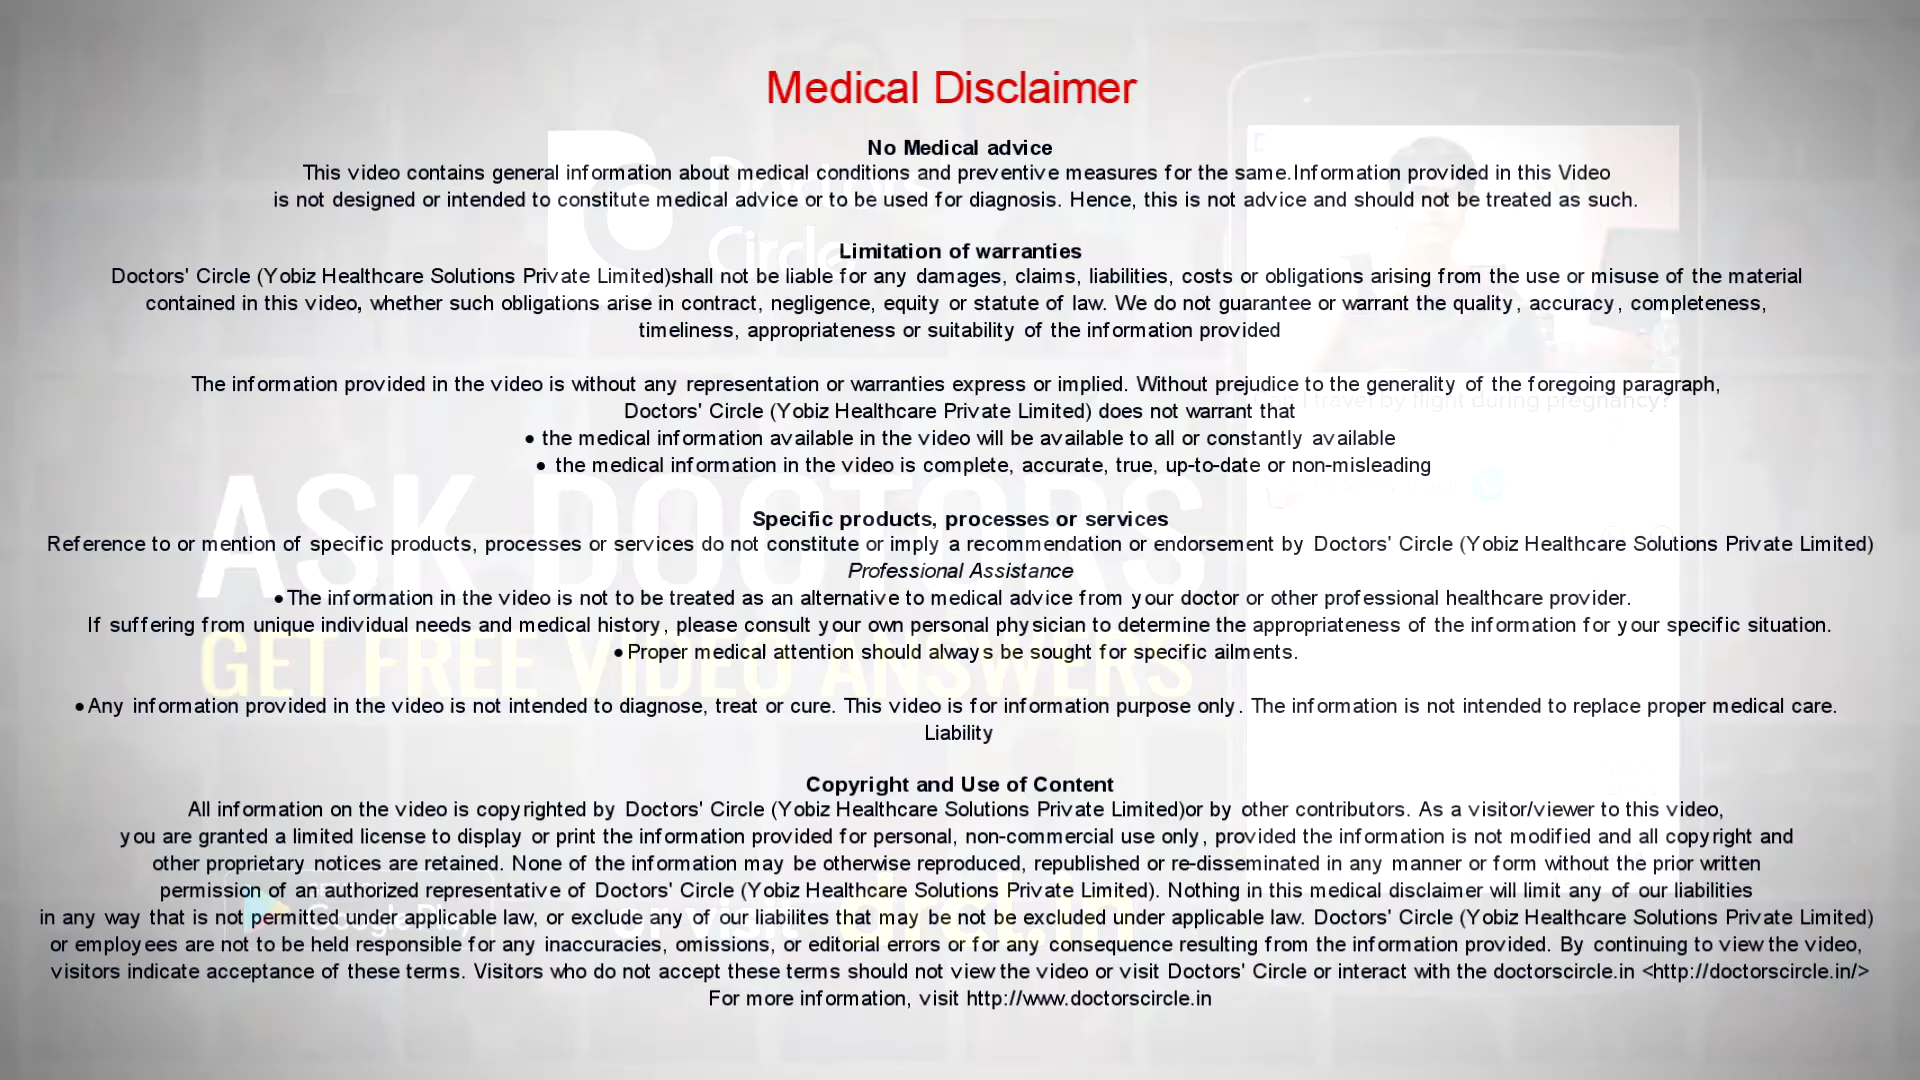 Medical Disclaimer
No Medical advice
This video contains general information about medical conditions and preventive measures for the same.Information provided in this Video
is not designed or intended to constitute medical advice or to be used for diagnosis. Hence, this is not advice and should not be treated as such.
Doctors'
Circle
Limitation of warranties
Doctors' Circle (Yobiz Healthcare Solutions Private Limited)shall not be liable for any damages, claims, liabilities, costs or obligations arising from the use or misuse of the material
contained in this video, whether such obligations arise in contract, negligence, equity or statute of law. We do not guarantee or warrant the quality, accuracy, completeness,
timeliness, appropriateness or suitability of the information provided
The information provided in the video is without any representation or warranties express or implied. Without prejudice to the generality of the foregoing paragraph,
Doctors' Circle (Yobiz Healthcare Private Limited) does not warrant that
Can I travel by flight during pregnancy?
• the medical information available in the video will be available to all or constantly available
• the medical information in the video is complete, accurate, true, up-to-date or non-misleading
ASK DOCTORS
Specific products, processes or services
Reference to or mention of specific products, processes or services do not constitute or imply a recommendation or endorsement by Doctors' Circle (Yobiz Healthcare Solutions Private Limited)
Professional Assistance
•The information in the video is not to be treated as an alternative to medical advice from your doctor or other professional healthcare provider.
If suffering from unique individual needs and medical history, please consult your own personal physician to determine the appropriateness of the information for your specific situation.
GET FREE VIDEO ANSWERS
•Proper medical attention should always be sought for specific ailments.
•Any information provided in the video is not intended to diagnose, treat or cure. This video is for information purpose only. The information is not intended to replace proper medical care.
Liability
Copyright and Use of Content
All information on the video is copyrighted by Doctors' Circle (Yobiz Healthcare Solutions Private Limited)or by other contributors. As a visitor/viewer to this video,
you are granted a limited license to display or print the information provided for personal, non-commercial use only, provided the information is not modified and all copyright and
other proprietary notices are retained. None of the information may be otherwise reproduced, republished or re-disseminated in any manner or form without the prior written
permission of an authorized representative of Doctors' Circle (Yobiz Healthcare Solutions Private Limited). Nothing in this medical disclaimer will limit any of our liabilities
Google Play or visit drcl.in
in any way that is not permitted under applicable law, or exclude any of our liabilites that may be not be excluded under applicable law. Doctors' Circle (Yobiz Healthcare Solutions Private Limited)
or employees are not to be held responsible for any inaccuracies, omissions, or editorial errors or for any consequence resulting from the information provided. By continuing to view the video,
visitors indicate acceptance of these terms. Visitors who do not accept these terms should not view the video or visit Doctors' Circle or interact with the doctorscircle.in <http://doctorscircle.in/>
For more information, visit http://www.doctorscircle.in